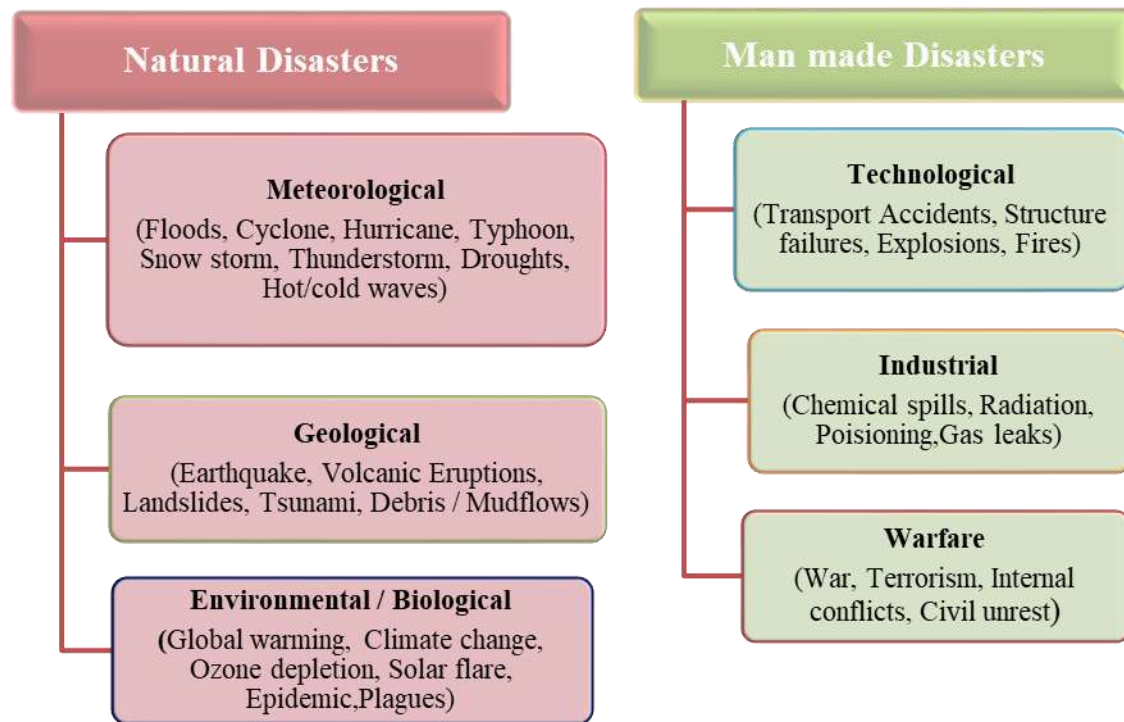 Natural Disasters
Meteorological
(Floods, Cyclone, Hurricane, Typhoon,
Snow storm, Thunderstorm, Droughts,
Hot/cold waves)
Geological
(Earthquake, Volcanic Eruptions,
Landslides, Tsunami, Debris / Mudflows)
Environmental / Biological
(Global warming, Climate change,
Ozone depletion, Solar flare,
Epidemic,Plagues)
Man made Disasters
Technological
(Transport Accidents, Structure
failures, Explosions, Fires)
Industrial
(Chemical spills, Radiation,
Poisioning,Gas leaks)
Warfare
(War, Terrorism, Internal
conflicts, Civil unrest)